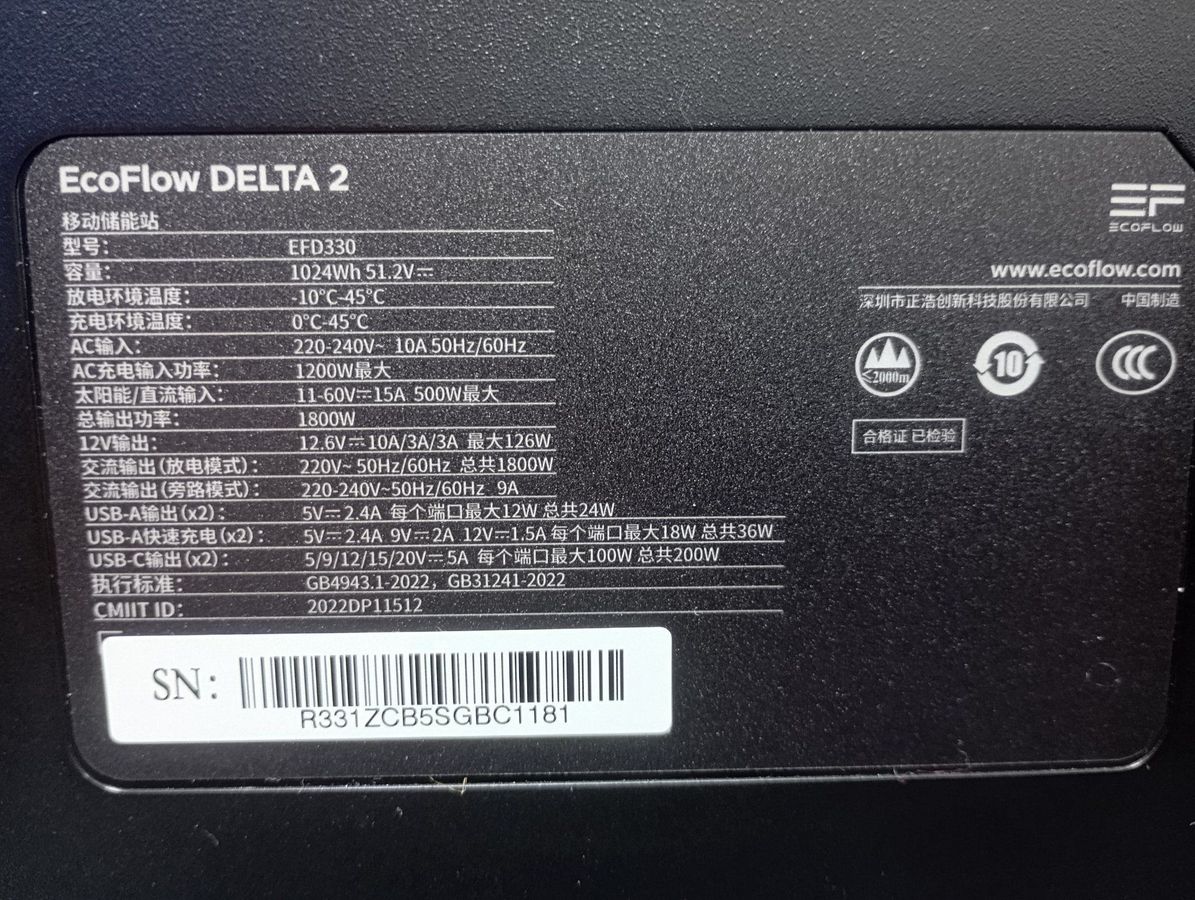 EcoFlow DELTA 2
移动储能站
型号: EFD330
容量: 1024Wh 51.2V⎓
放电环境温度: -10°C-45°C
充电环境温度: 0°C-45°C
AC输入: 220-240V~ 10A 50Hz/60Hz
AC充电输入功率: 1200W最大
太阳能/直流输入: 11-60V⎓15A 500W最大
总输出功率: 1800W
12V输出: 12.6V⎓10A/3A/3A 最大126W
交流输出(放电模式): 220V~ 50Hz/60Hz 总共1800W
交流输出(旁路模式): 220-240V~50Hz/60Hz 9A
USB-A输出(x2): 5V⎓2.4A 每个端口最大12W 总共24W
USB-A快速充电(x2): 5V⎓2.4A 9V⎓2A 12V⎓1.5A 每个端口最大18W 总共36W
USB-C输出(x2): 5/9/12/15/20V⎓5A 每个端口最大100W 总共200W
执行标准: GB4943.1-2022, GB31241-2022
CMIIT ID: 2022DP11512
SN:
R331ZCB5SGBC1181
EF
ECOFLOW
www.ecoflow.com
深圳市正浩创新科技股份有限公司 中国制造
≤2000m
10
CCC
合格证 已检验